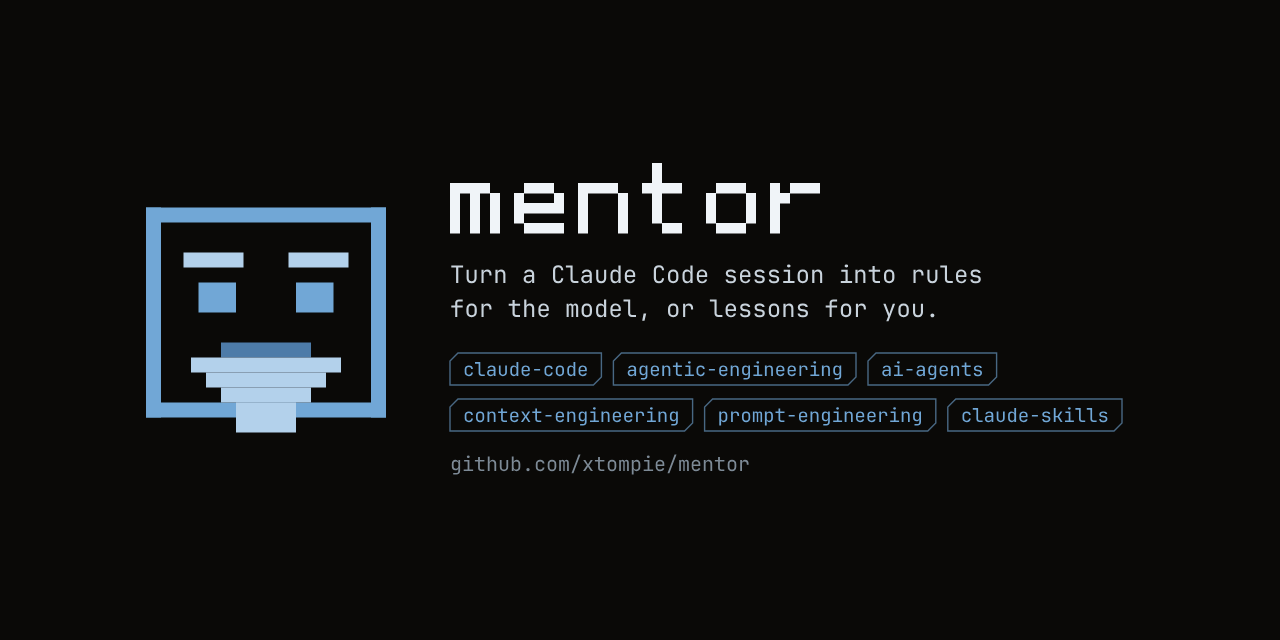 mentor
Turn a Claude Code session into rules
for the model, or lessons for you.
claude-code agentic-engineering ai-agents
context-engineering prompt-engineering claude-skills
github.com/xtompie/mentor